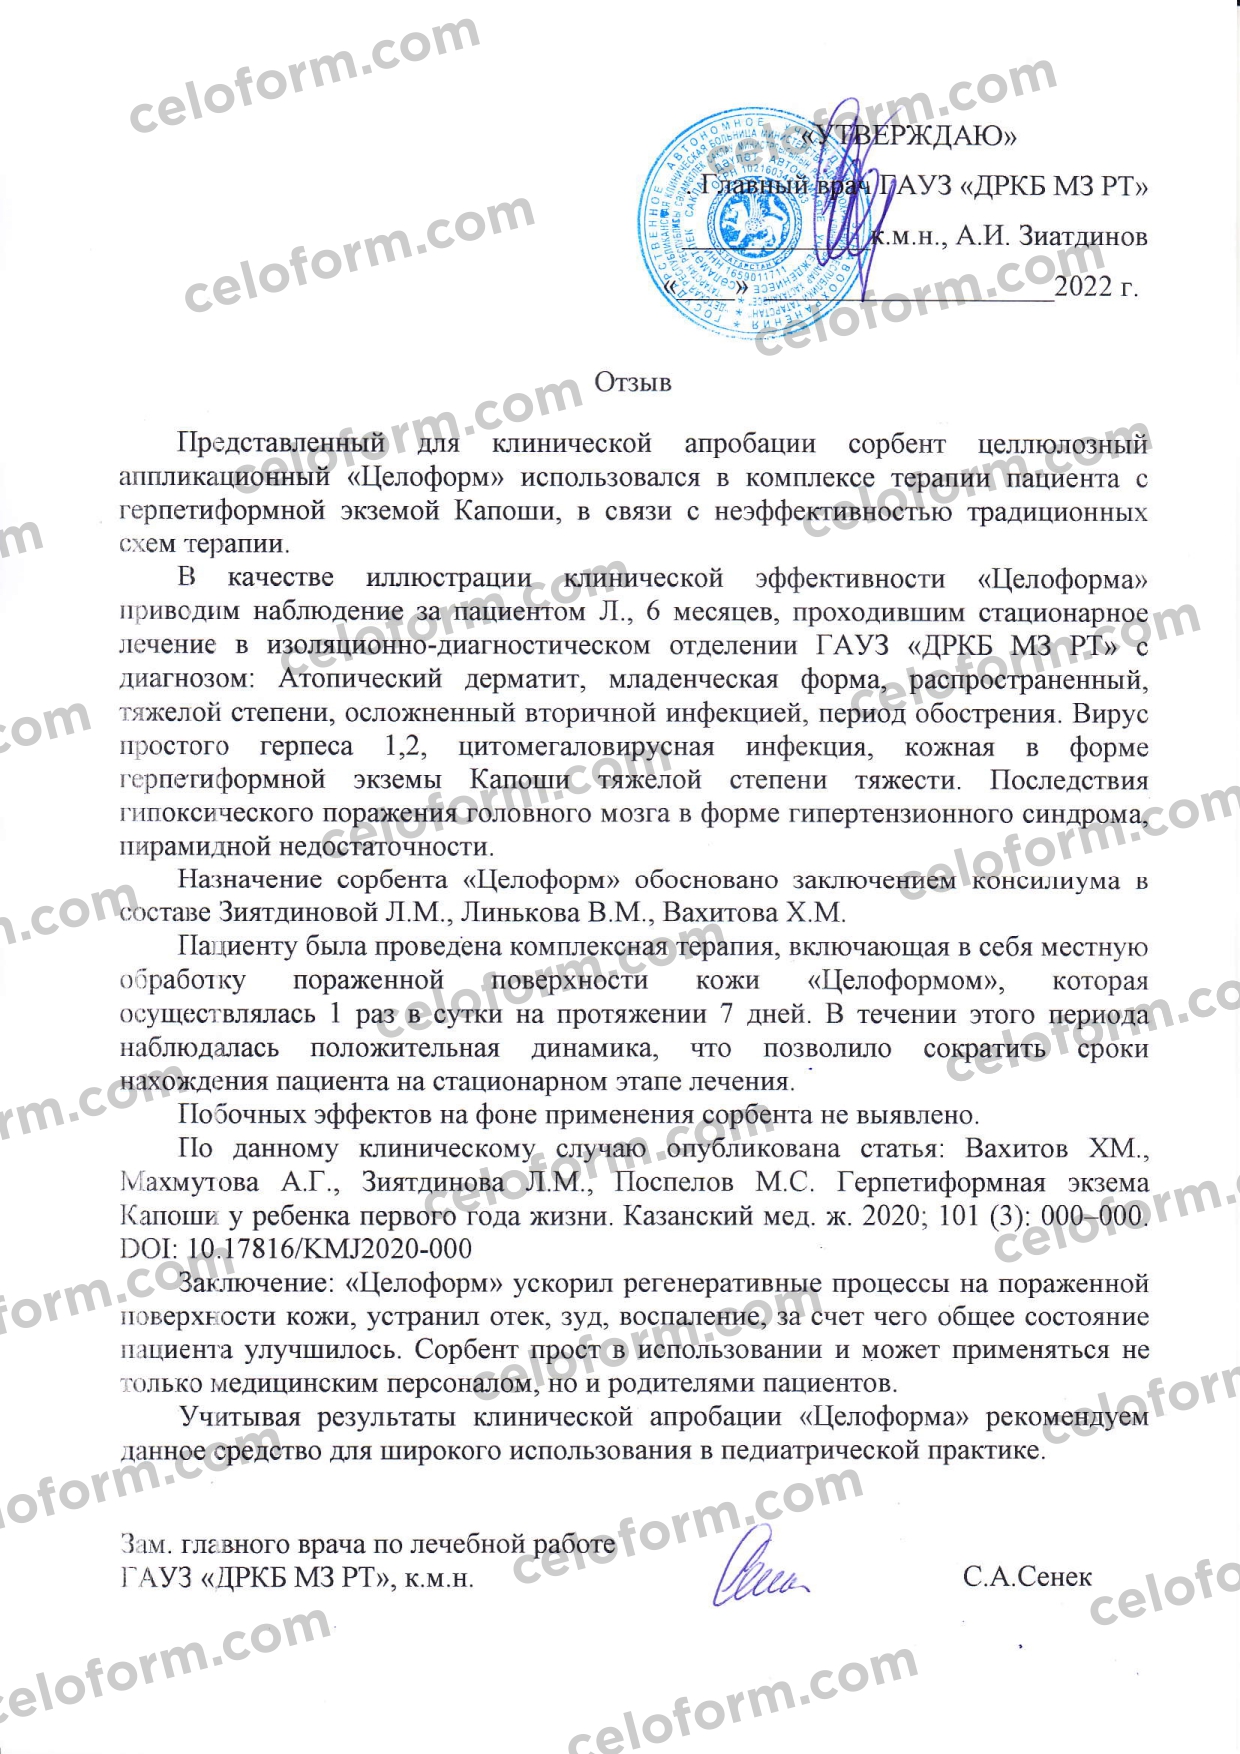 «УТВЕРЖДАЮ»
Главный врач ГАУЗ «ДРКБ МЗ РТ»
к.м.н., А.И. Зиатдинов
«____» ____________________2022 г.
Отзыв
Представленный для клинической апробации сорбент целлюлозный
аппликационный «Целоформ» использовался в комплексе терапии пациента с
герпетиформной экземой Капоши, в связи с неэффективностью традиционных
схем терапии.
В качестве иллюстрации клинической эффективности «Целоформа»
приводим наблюдение за пациентом Л., 6 месяцев, проходившим стационарное
лечение в изоляционно-диагностическом отделении ГАУЗ «ДРКБ МЗ РТ» с
диагнозом: Атопический дерматит, младенческая форма, распространенный,
тяжелой степени, осложненный вторичной инфекцией, период обострения. Вирус
простого герпеса 1,2, цитомегаловирусная инфекция, кожная в форме
герпетиформной экземы Капоши тяжелой степени тяжести. Последствия
гипоксического поражения головного мозга в форме гипертензионного синдрома,
пирамидной недостаточности.
Назначение сорбента «Целоформ» обосновано заключением консилиума в
составе Зиятдиновой Л.М., Линькова В.М., Вахитова Х.М.
Пациенту была проведена комплексная терапия, включающая в себя местную
обработку пораженной поверхности кожи «Целоформом», которая
осуществлялась 1 раз в сутки на протяжении 7 дней. В течении этого периода
наблюдалась положительная динамика, что позволило сократить сроки
нахождения пациента на стационарном этапе лечения.
Побочных эффектов на фоне применения сорбента не выявлено.
По данному клиническому случаю опубликована статья: Вахитов ХМ.,
Махмутова А.Г., Зиятдинова Л.М., Поспелов М.С. Герпетиформная экзема
Капоши у ребенка первого года жизни. Казанский мед. ж. 2020; 101 (3): 000–000.
DOI: 10.17816/KMJ2020-000
Заключение: «Целоформ» ускорил регенеративные процессы на пораженной
поверхности кожи, устранил отек, зуд, воспаление, за счет чего общее состояние
пациента улучшилось. Сорбент прост в использовании и может применяться не
только медицинским персоналом, но и родителями пациентов.
Учитывая результаты клинической апробации «Целоформа» рекомендуем
данное средство для широкого использования в педиатрической практике.
Зам. главного врача по лечебной работе
ГАУЗ «ДРКБ МЗ РТ», к.м.н. С.А.Сенек
celoform.com